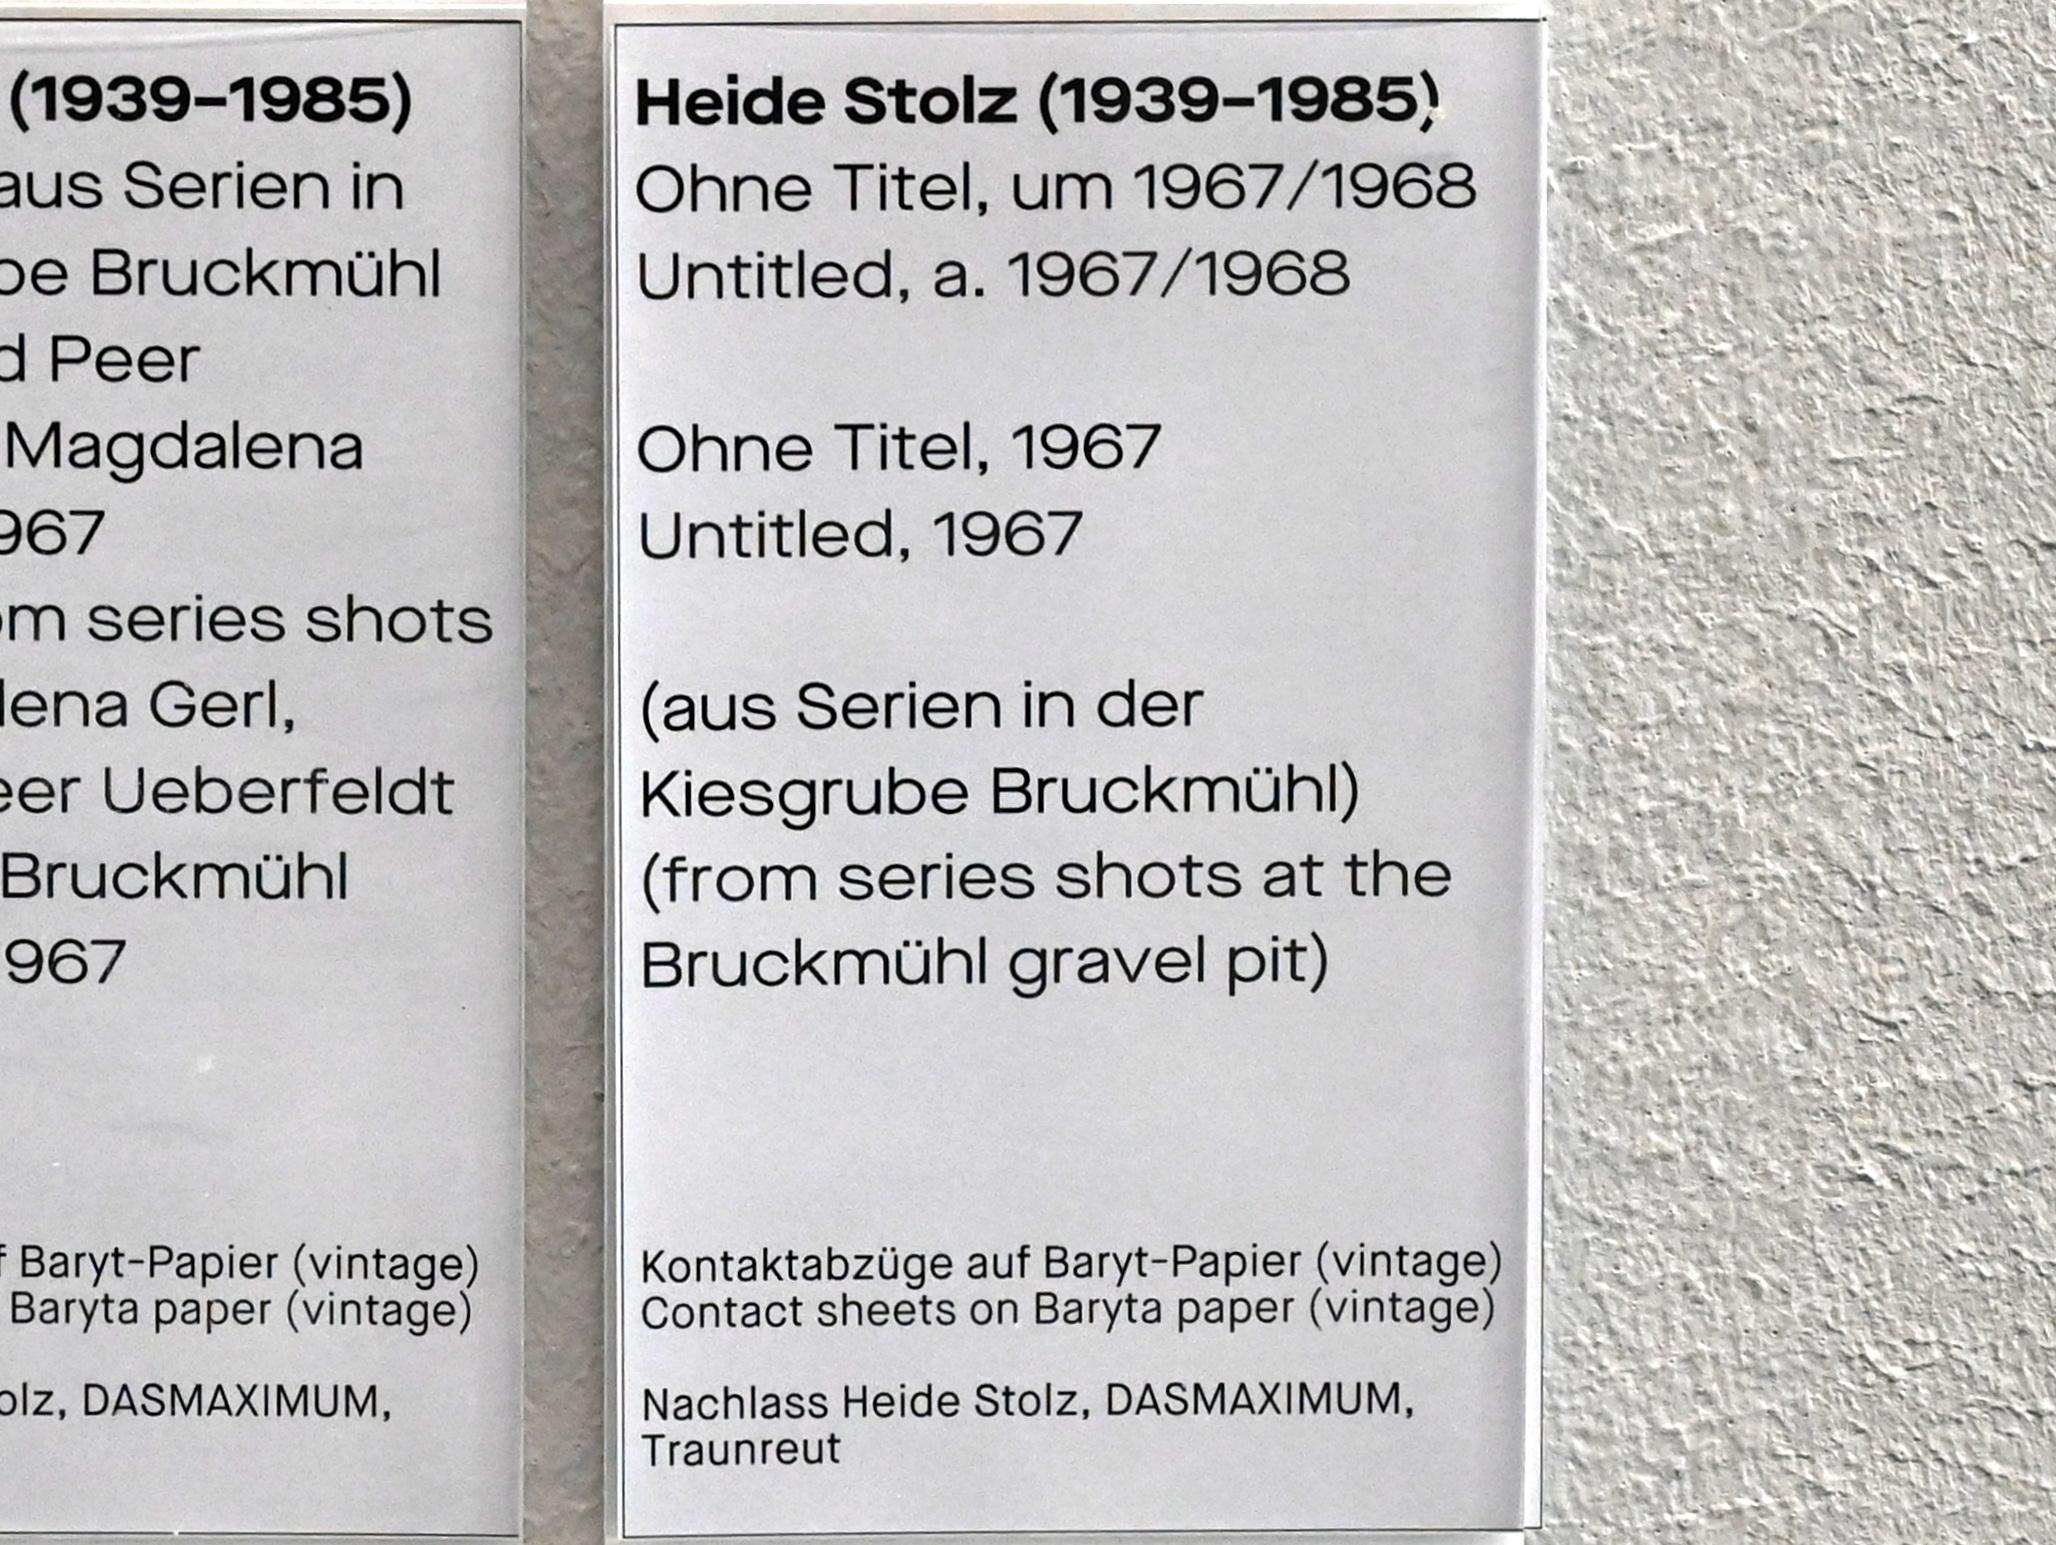 (1939–1985)
aus Serien in
be Bruckmühl
d Peer
Magdalena
967
om series shots
lena Gerl,
eer Ueberfeldt
Bruckmühl
967
f Baryt-Papier (vintage)
Baryta paper (vintage)
olz, DASMAXIMUM,
Heide Stolz (1939–1985)
Ohne Titel, um 1967/1968
Untitled, a. 1967/1968
Ohne Titel, 1967
Untitled, 1967
(aus Serien in der
Kiesgrube Bruckmühl)
(from series shots at the
Bruckmühl gravel pit)
Kontaktabzüge auf Baryt-Papier (vintage)
Contact sheets on Baryta paper (vintage)
Nachlass Heide Stolz, DASMAXIMUM,
Traunreut